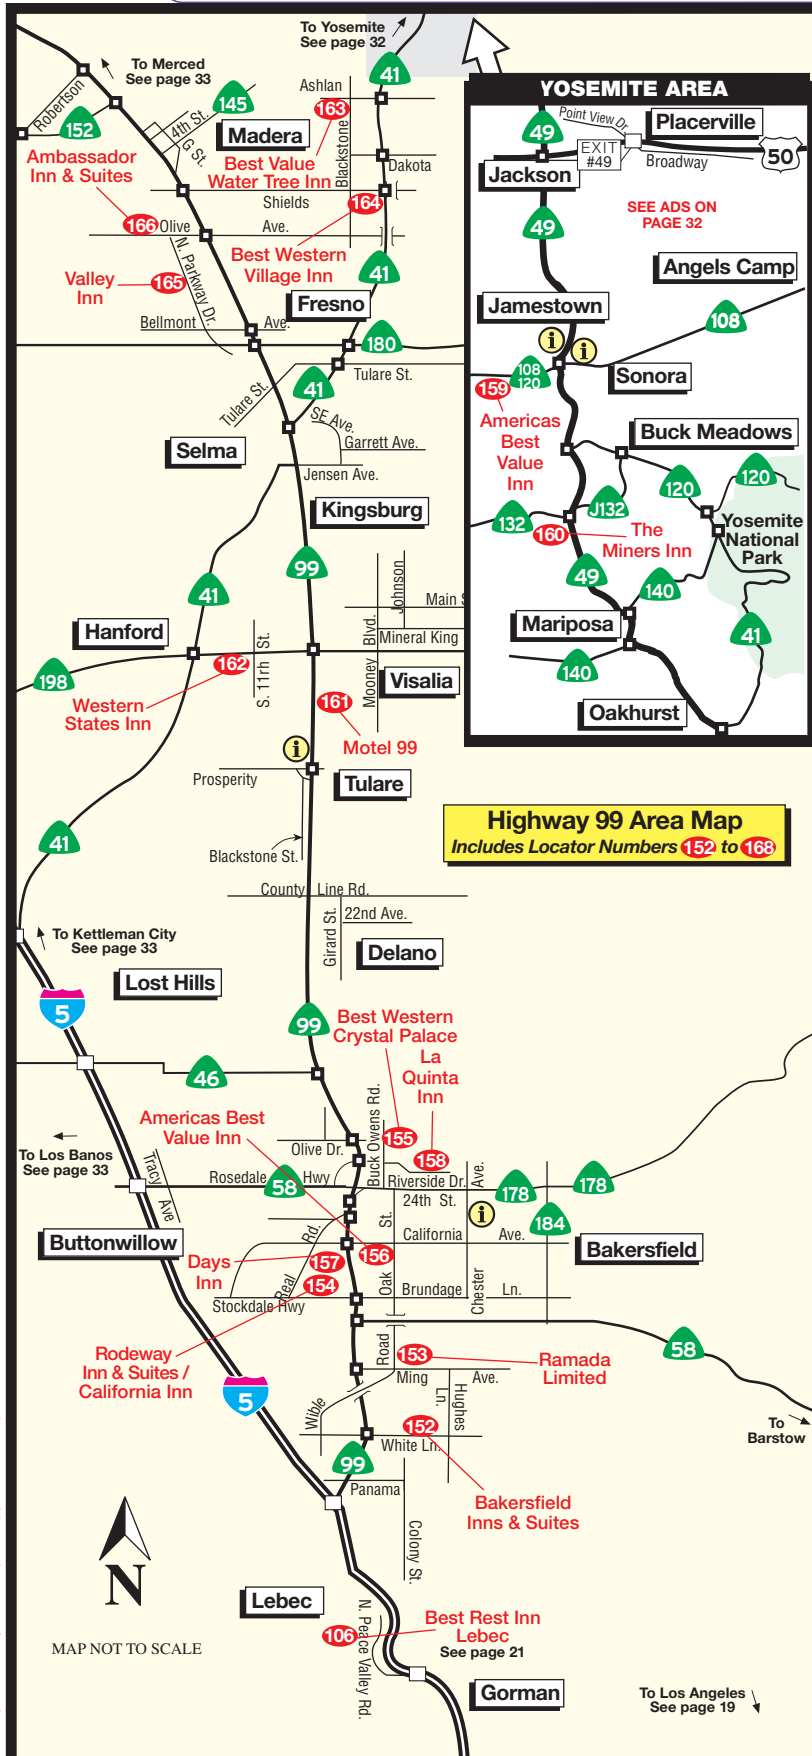 To Yosemite
See page 32
To Merced
See page 33
41
Ashlan
Robertson
152
4th St.
145
G St.
Madera
163
Blackstone
Best Value
Water Tree Inn
Dakota
Ambassador
Inn & Suites
Shields
164
166
Olive
Ave.
Best Western
Village Inn
N. Parkway Dr.
Valley
Inn
165
41
Fresno
Bellmont
Ave.
180
Tulare St.
Tulare St.
41
SE Ave.
Garrett Ave.
Selma
Jensen Ave.
Kingsburg
99
41
Johnson
Main S
Hanford
S. 11rh St.
Blvd.
Mineral King
162
198
Western
States Inn
Mooney
Visalia
161
Motel 99
i
Prosperity
Tulare
41
Blackstone St.
YOSEMITE AREA
Point View Dr
Placerville
49
EXIT
#49
Broadway
50
Jackson
SEE ADS ON
PAGE 32
49
Angels Camp
Jamestown
108
i
i
108
120
Sonora
159
Americas
Best
Value
Inn
Buck Meadows
120
120
J132
132
160
The
Miners Inn
Yosemite
National
Park
49
140
Mariposa
41
140
Oakhurst
Highway 99 Area Map
Includes Locator Numbers 152 to 168
County Line Rd.
Girard St.
22nd Ave.
To Kettleman City
See page 33
Delano
Lost Hills
5
99
Best Western
Crystal Palace
La
Quinta
Inn
46
Buck Owens Rd.
Americas Best
Value Inn
155
Olive Dr.
158
To Los Banos
See page 33
Tracy
Ave
Rosedale
58
Hwy
Riverside Dr.
Ave.
178
178
24th St.
i
184
Buttonwillow
Rd.
St.
California
Ave.
Bakersfield
Days
Inn
157
156
154
Real
Oak
Brundage
Chester
Ln.
Stockdale Hwy
58
Rodeway
Inn & Suites /
California Inn
Road
153
Ramada
Limited
Ming
Ave.
5
Wible
Hughes
Ln.
152
To
Barstow
White Ln.
99
Panama
Bakersfield
Inns & Suites
Colony St.
N
Lebec
N. Peace Valley Rd.
106
Best Rest Inn
Lebec
See page 21
MAP NOT TO SCALE
Gorman
To Los Angeles
See page 19